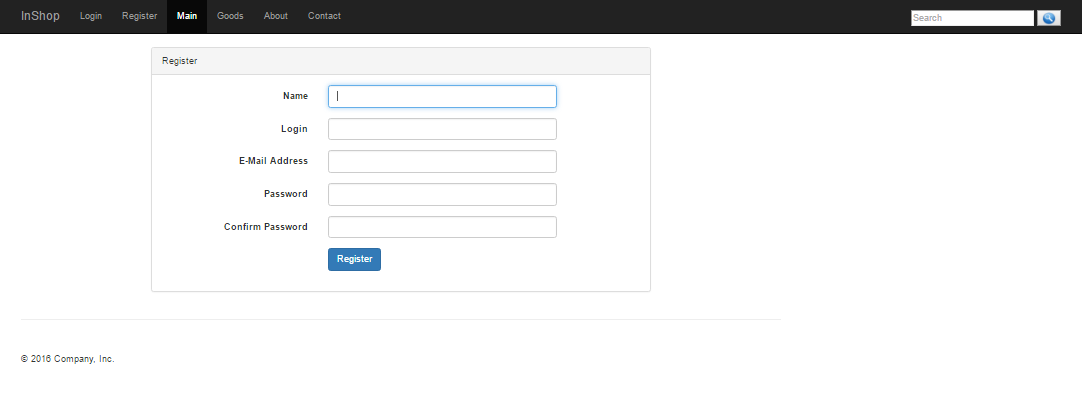 InShop Login Register Main Goods About Contact Search
Register
Name
Login
E-Mail Address
Password
Confirm Password
Register
© 2016 Company, Inc.